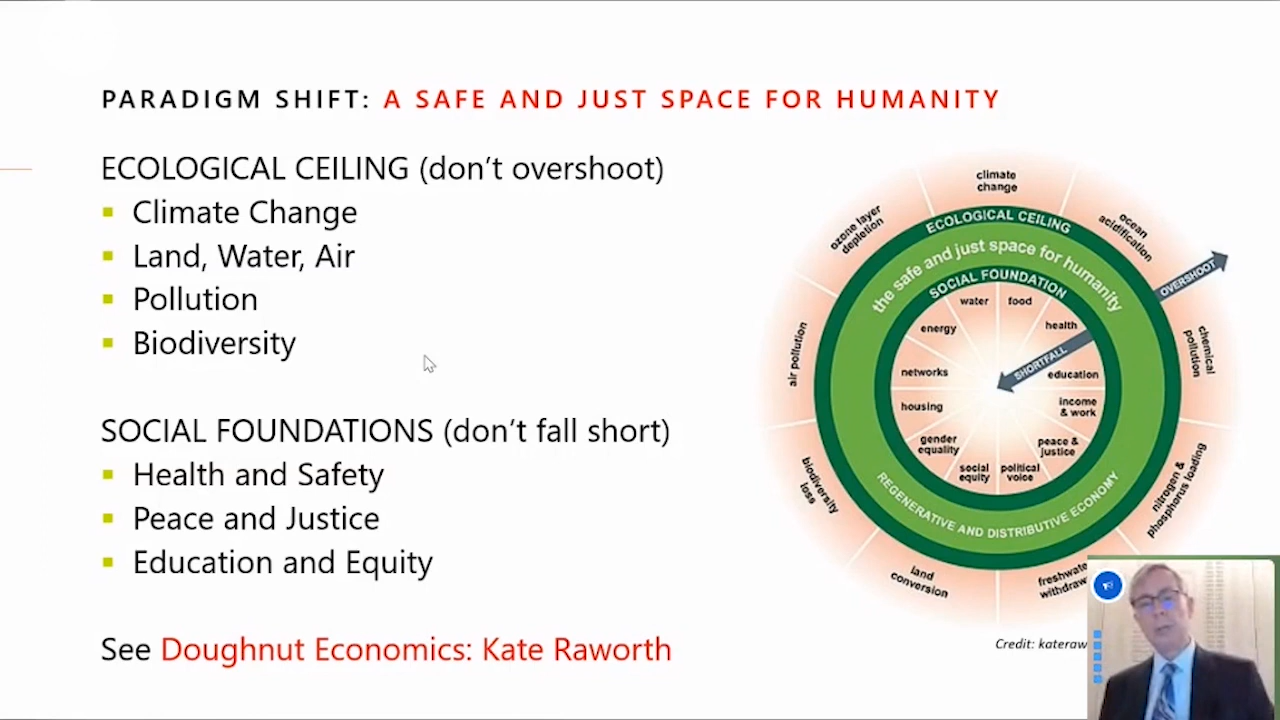 PARADIGM SHIFT: A SAFE AND JUST SPACE FOR HUMANITY
ECOLOGICAL CEILING (don't overshoot)
Climate Change
Land, Water, Air
Pollution
Biodiversity
SOCIAL FOUNDATIONS (don't fall short)
Health and Safety
Peace and Justice
Education and Equity
See Doughnut Economics: Kate Raworth
climate
change
ocean
acidification
chemical
pollution
nitrogen &
phosphorus loading
land
conversion
biodiversity
loss
air pollution
ozone layer
depletion
ECOLOGICAL CEILING
the safe and just space for humanity
SOCIAL FOUNDATION
OVERSHOOT
SHORTFALL
water
food
health
education
income
& work
peace &
justice
political
voice
social
equity
gender
equality
housing
networks
energy
REGENERATIVE AND DISTRIBUTIVE ECONOMY
Credit: